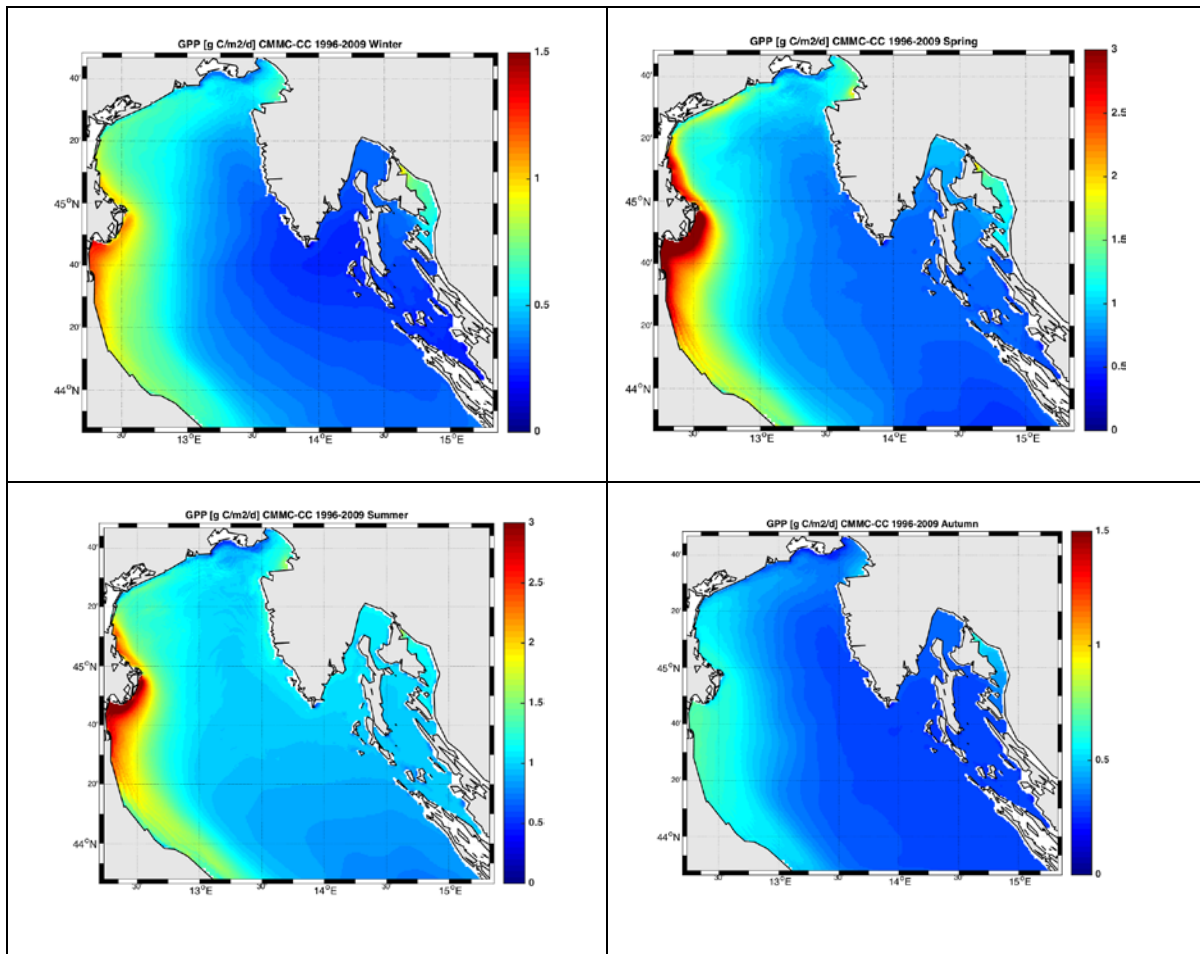 GPP [g C/m2/d] CMMC-CC 1996-2009 Winter
1.5
40'
20'
1
45°N
40'
0.5
20'
44°N
0
30' 13°E 30' 14°E 30' 15°E
GPP [g C/m2/d] CMMC-CC 1996-2009 Spring
3
40'
2.5
20'
2
45°N
1.5
40'
1
20'
0.5
44°N
0
30' 13°E 30' 14°E 30' 15°E
GPP [g C/m2/d] CMMC-CC 1996-2009 Summer
3
40'
2.5
20'
2
45°N
1.5
40'
1
20'
0.5
44°N
0
30' 13°E 30' 14°E 30' 15°E
GPP [g C/m2/d] CMMC-CC 1996-2009 Autumn
1.5
40'
20'
1
45°N
40'
0.5
20'
44°N
0
30' 13°E 30' 14°E 30' 15°E